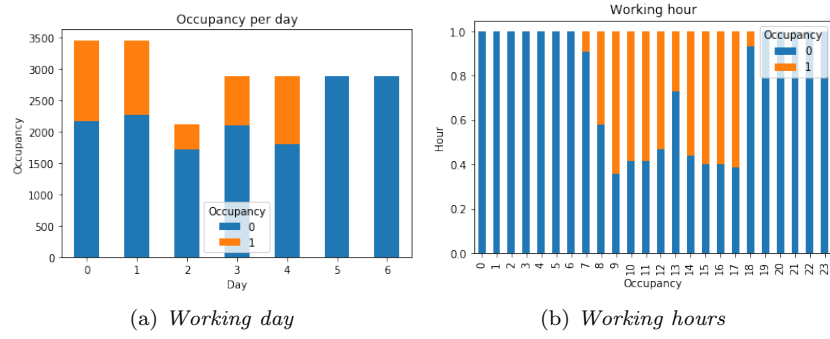 Occupancy per day
3500
3000
2500
2000
1500
1000
500
0
Occupancy
Occupancy
0
1
0 1 2 3 4 5 6
Day
(a) Working day
Working hour
1.0
0.8
0.6
0.4
0.2
0.0
Hour
Occupancy
0
1
0 1 2 3 4 5 6 7 8 9 10 11 12 13 14 15 16 17 18 19 20 21 22 23
Occupancy
(b) Working hours